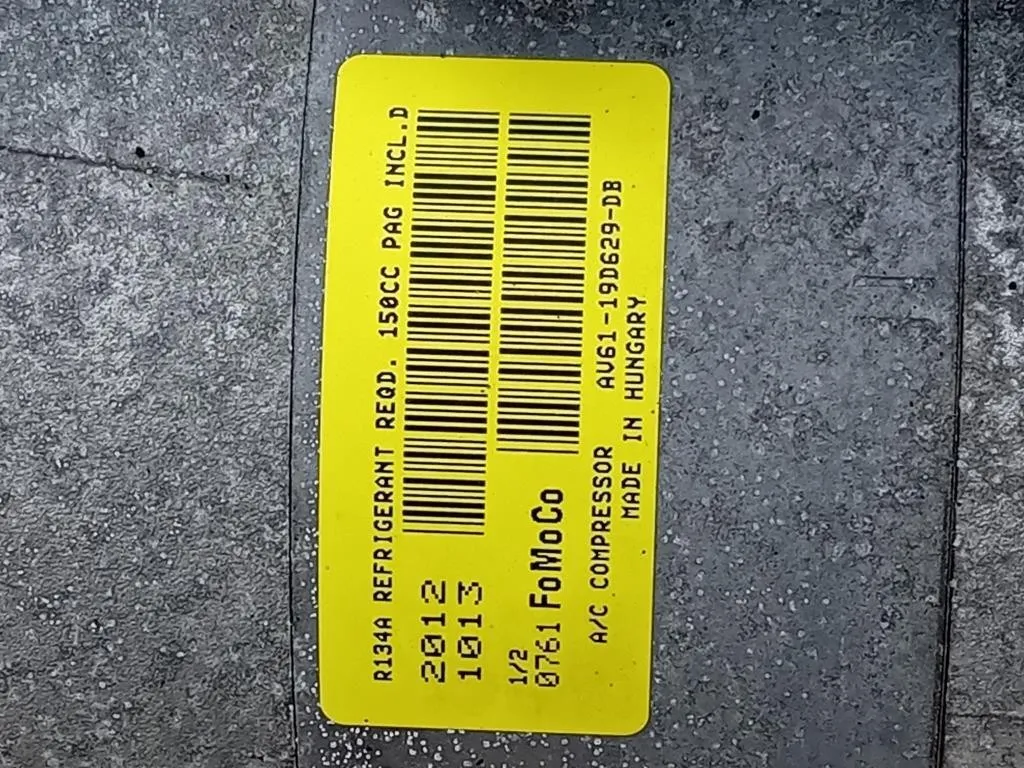 R134A REFRIGERANT REQD. 150CC PAG INCL.D
2012
1013
1/2
0761 FoMoCo
A/C COMPRESSOR AV61-19D629-DB
MADE IN HUNGARY